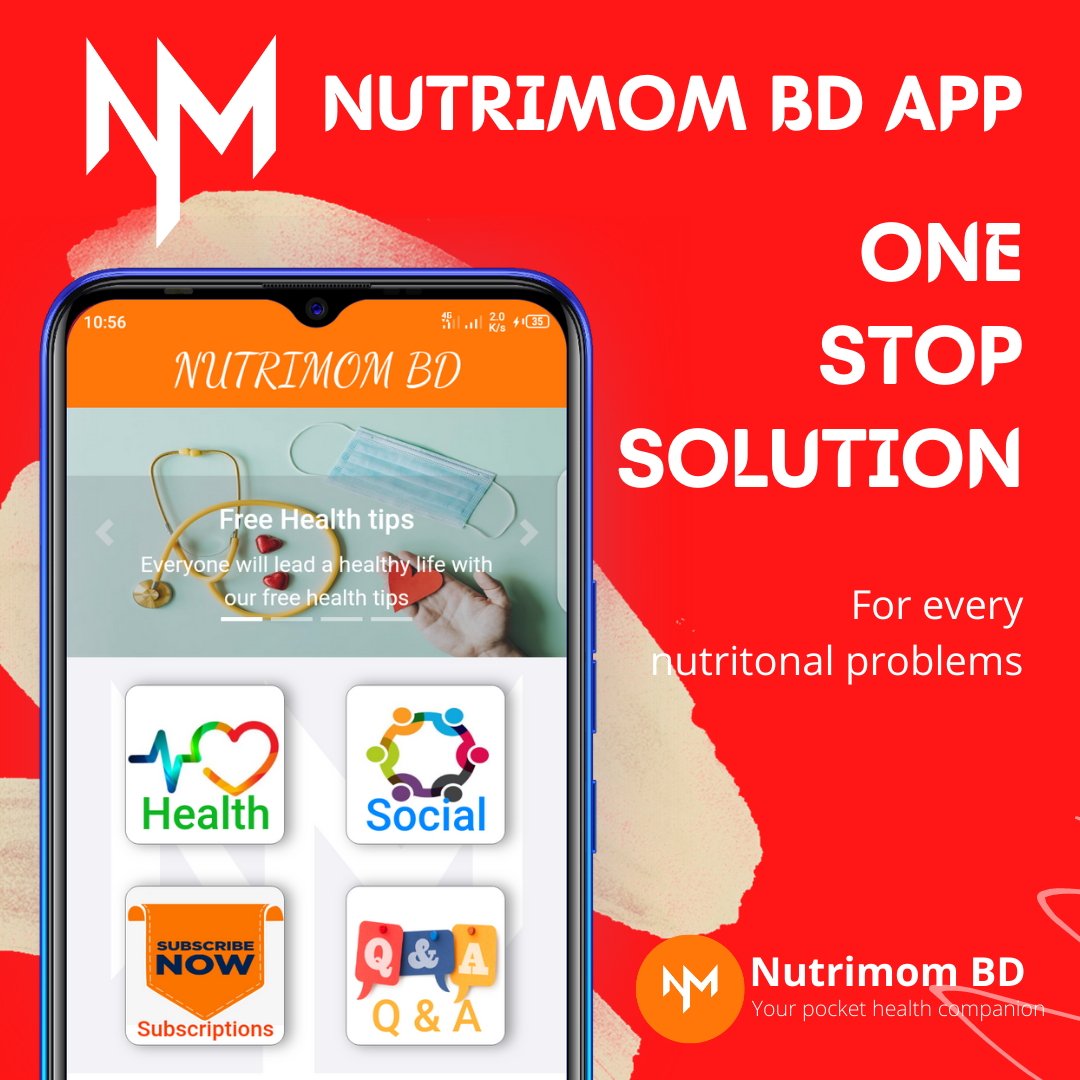 NM
NUTRIMOM BD APP
ONE
STOP
SOLUTION
For every
nutritonal problems
10:56
4G
2.0
K/s
35
NUTRIMOM BD
Free Health tips
Everyone will lead a healthy life with
our free health tips
Health
Social
SUBSCRIBE
NOW
Subscriptions
Q & A
Q & A
NM
Nutrimom BD
Your pocket health companion